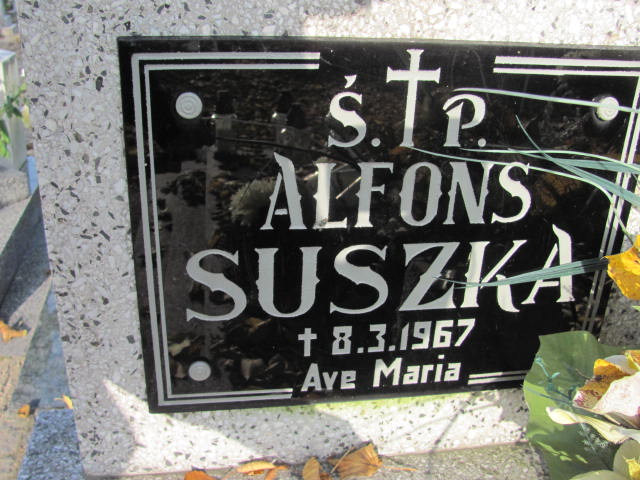 Ś. † P.
ALFONS
SUSZKA
† 8.3.1967
Ave Maria